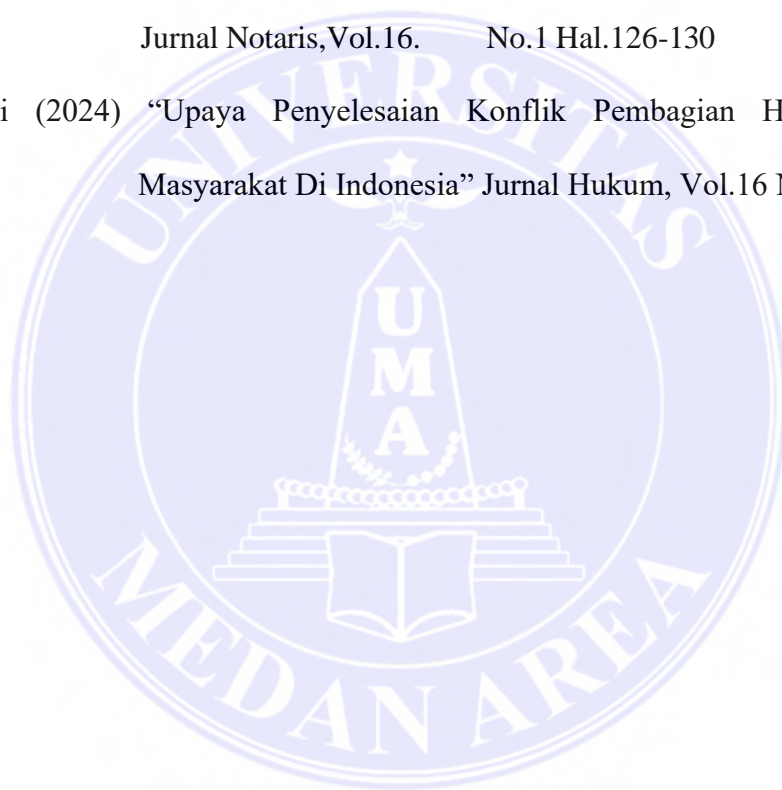 Jurnal Notaris,Vol.16. No.1 Hal.126-130
i (2024) “Upaya Penyelesaian Konflik Pembagian H
Masyarakat Di Indonesia” Jurnal Hukum, Vol.16
UNIVERSITAS
UMA
MEDAN AREA